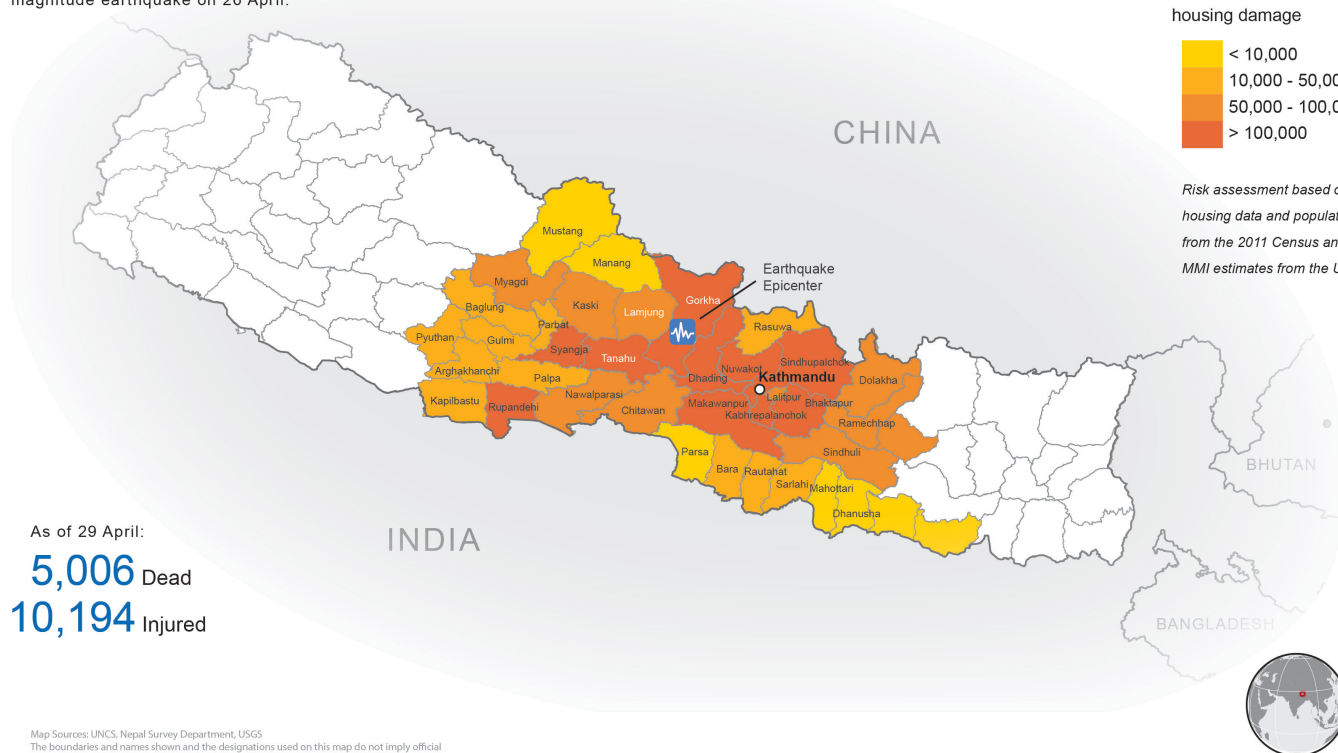 magnitude earthquake on 26 April.
housing damage
< 10,000
10,000 - 50,00
50,000 - 100,0
> 100,000
Risk assessment based o
housing data and populat
from the 2011 Census an
MMI estimates from the U
CHINA
Mustang
Manang
Earthquake
Epicenter
Myagdi
Gorkha
Kaski
Lamjung
Baglung
Parbat
Rasuwa
Pyuthan
Gulmi
Syangja
Tanahu
Sindhupalchok
Nuwakot
Arghakhanchi
Palpa
Dhading
Kathmandu
Dolakha
Kapilbastu
Rupandehi
Nawalparasi
Chitawan
Makawanpur
Lalitpur
Bhaktapur
Kabhrepalanchok
Ramechhap
Parsa
Sindhuli
Bara
Rautahat
Sarlahi
Mahottari
Dhanusha
BHUTAN
INDIA
BANGLADESH
As of 29 April:
5,006 Dead
10,194 Injured
Map Sources: UNCS, Nepal Survey Department, USGS
The boundaries and names shown and the designations used on this map do not imply official